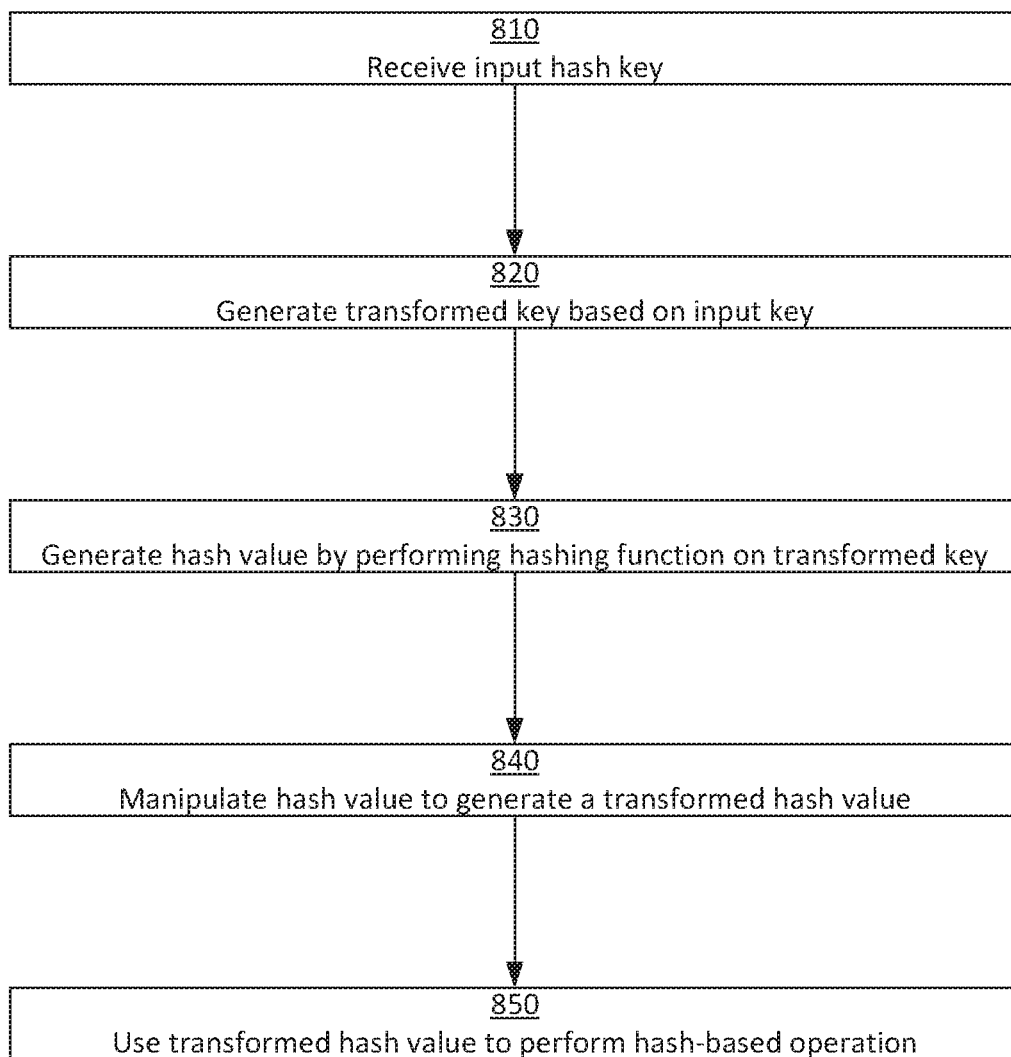 810
Receive input hash key
820
Generate transformed key based on input key
830
Generate hash value by performing hashing function on transformed key
840
Manipulate hash value to generate a transformed hash value
850
Use transformed hash value to perform hash-based operation